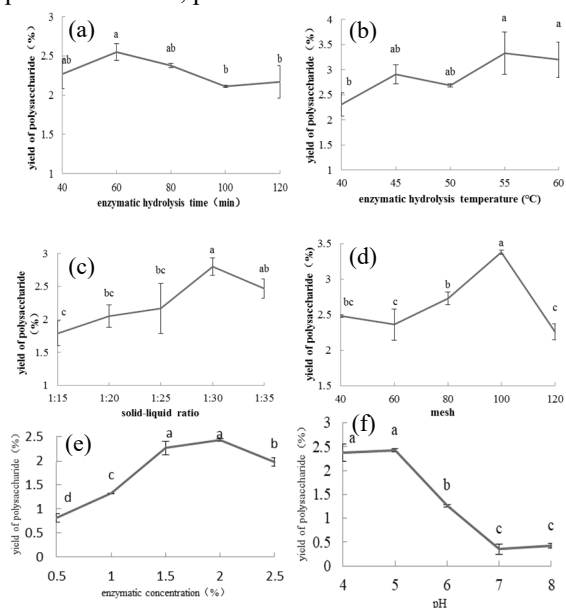 (a)
yield of polysaccharide (%)
3
2.5
2
1.5
1
ab
a
ab
b
b
40 60 80 100 120
enzymatic hydrolysis time (min)
(b)
yield of polysaccharide (%)
4
3.5
3
2.5
2
1.5
1
b
ab
ab
a
a
40 45 50 55 60
enzymatic hydrolysis temperature (°C)
(c)
yield of polysaccharide (%)
3
2.5
2
1.5
1
c
bc
bc
a
ab
1:15 1:20 1:25 1:30 1:35
solid-liquid ratio
(d)
yield of polysaccharide (%)
3.5
3
2.5
2
1.5
bc
c
b
a
c
40 60 80 100 120
mesh
(e)
yield of polysaccharide (%)
2.5
2
1.5
1
0.5
0
d
c
a
a
b
0.5 1 1.5 2 2.5
enzymatic concentration (%)
(f)
yield of polysaccharide (%)
3
2.5
2
1.5
1
0.5
0
a
a
b
c
c
4 5 6 7 8
pH